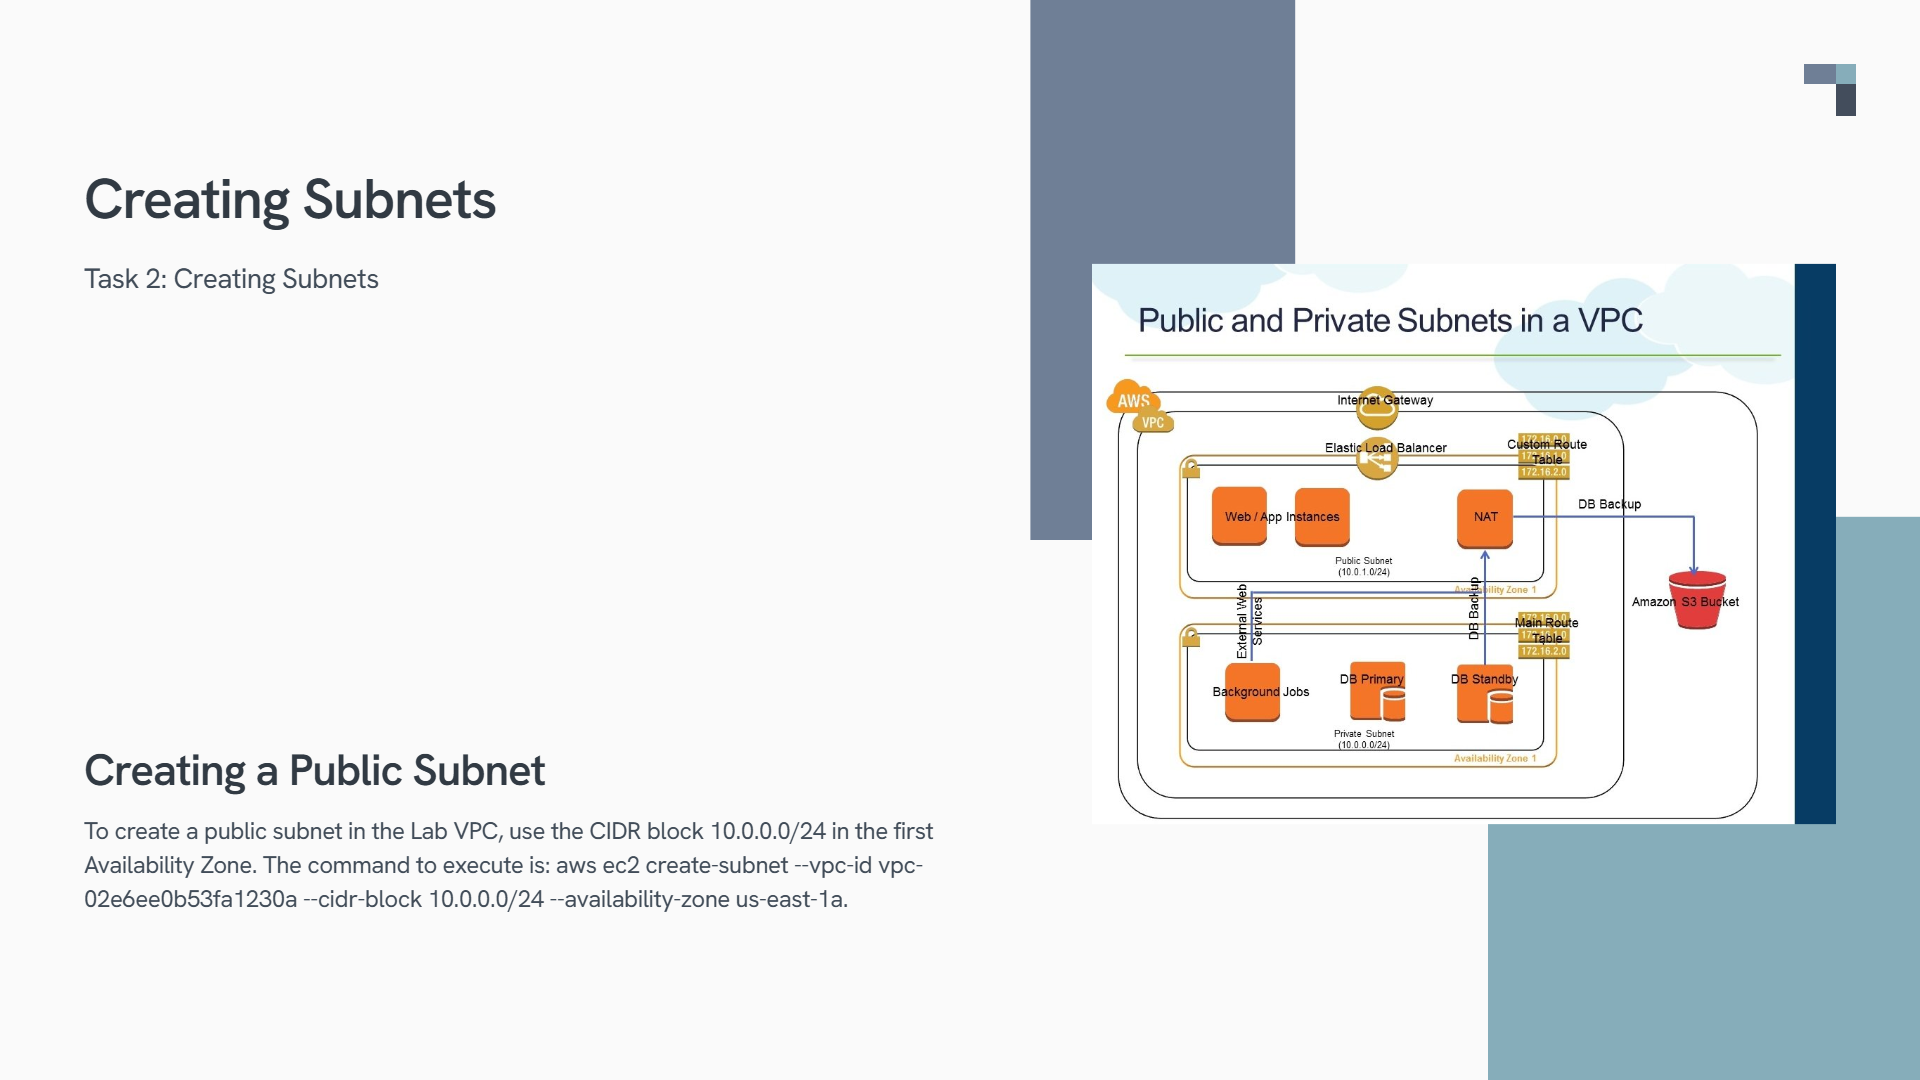 Creating Subnets
Task 2: Creating Subnets
Creating a Public Subnet
To create a public subnet in the Lab VPC, use the CIDR block 10.0.0.0/24 in the first
Availability Zone. The command to execute is: aws ec2 create-subnet --vpc-id vpc-
02e6ee0b53fa1230a --cidr-block 10.0.0.0/24 --availability-zone us-east-1a.
Public and Private Subnets in a VPC
AWS
VPC
Internet Gateway
Elastic Load Balancer
Custom Route
Table
172.16.2.0
Web / App Instances
NAT
DB Backup
Public Subnet
(10.0.1.0/24)
Availability Zone 1
External Web
Services
DB Backup
Amazon S3 Bucket
Main Route
Table
172.16.2.0
Background Jobs
DB Primary
DB Standby
Private Subnet
(10.0.0.0/24)
Availability Zone 1